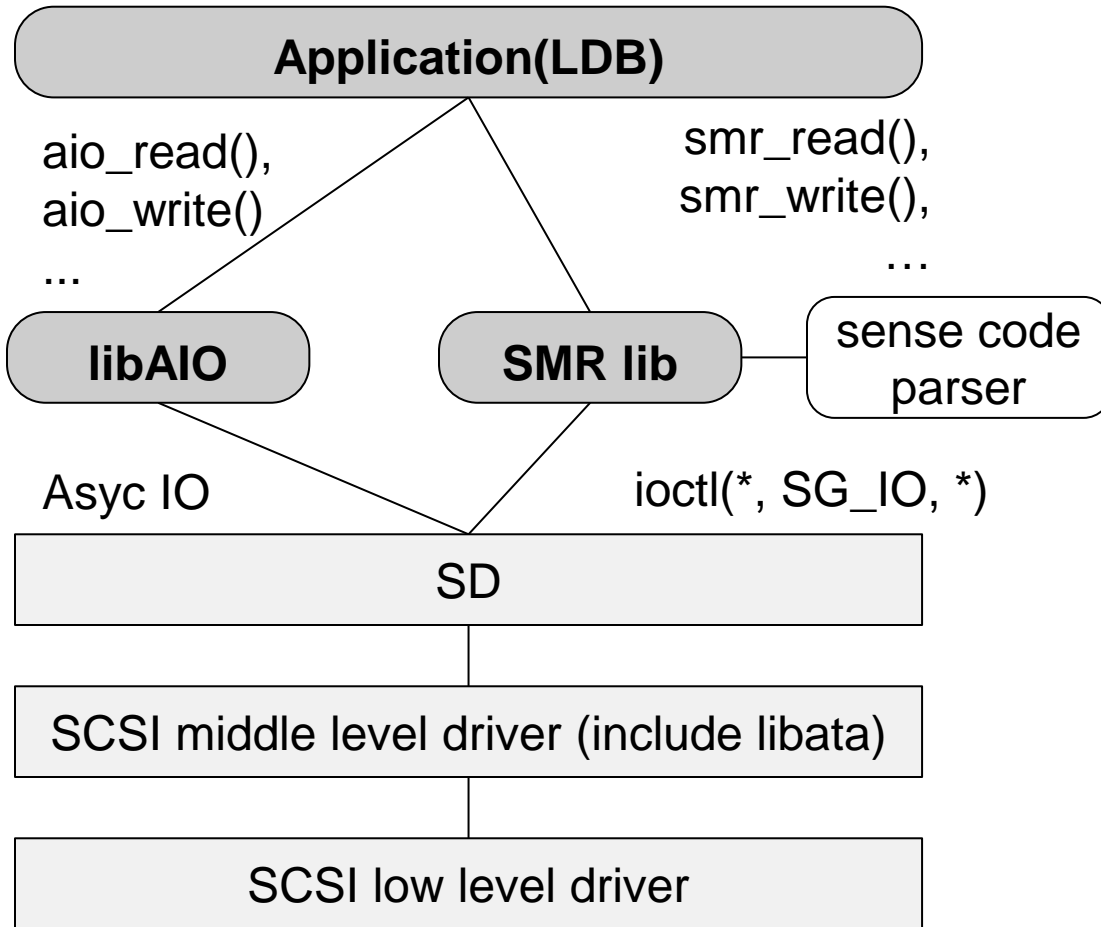 Application(LDB)
aio_read(),
aio_write()
...
smr_read(),
smr_write(),
…
libAIO
SMR lib
sense code
parser
Asyc IO
ioctl(*, SG_IO, *)
SD
SCSI middle level driver (include libata)
SCSI low level driver